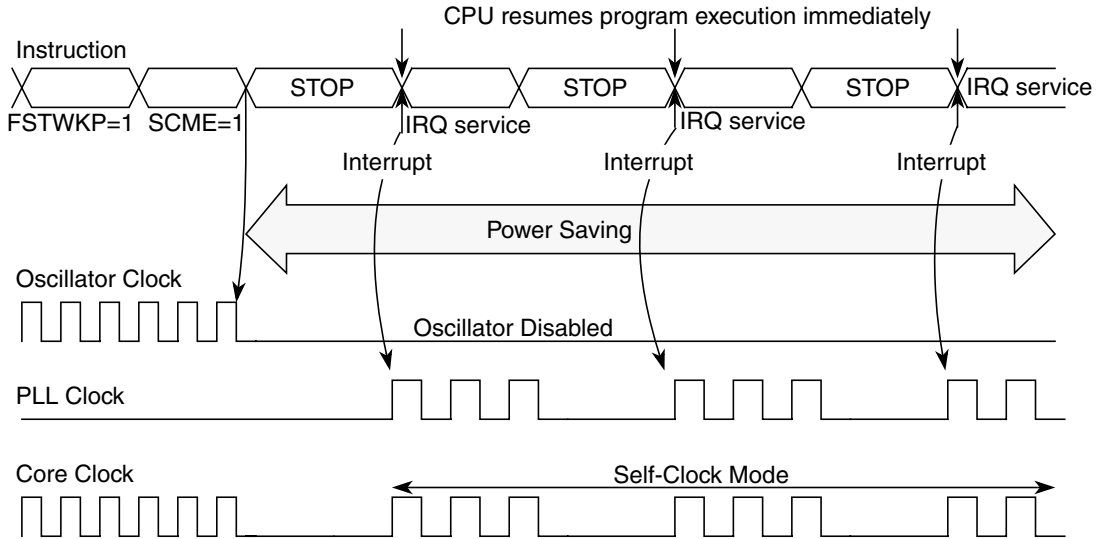 CPU resumes program execution immediately
Instruction
STOP STOP STOP IRQ service
FSTWKP=1 SCME=1 IRQ service IRQ service
Interrupt Interrupt Interrupt
Power Saving
Oscillator Clock
Oscillator Disabled
PLL Clock
Core Clock Self-Clock Mode